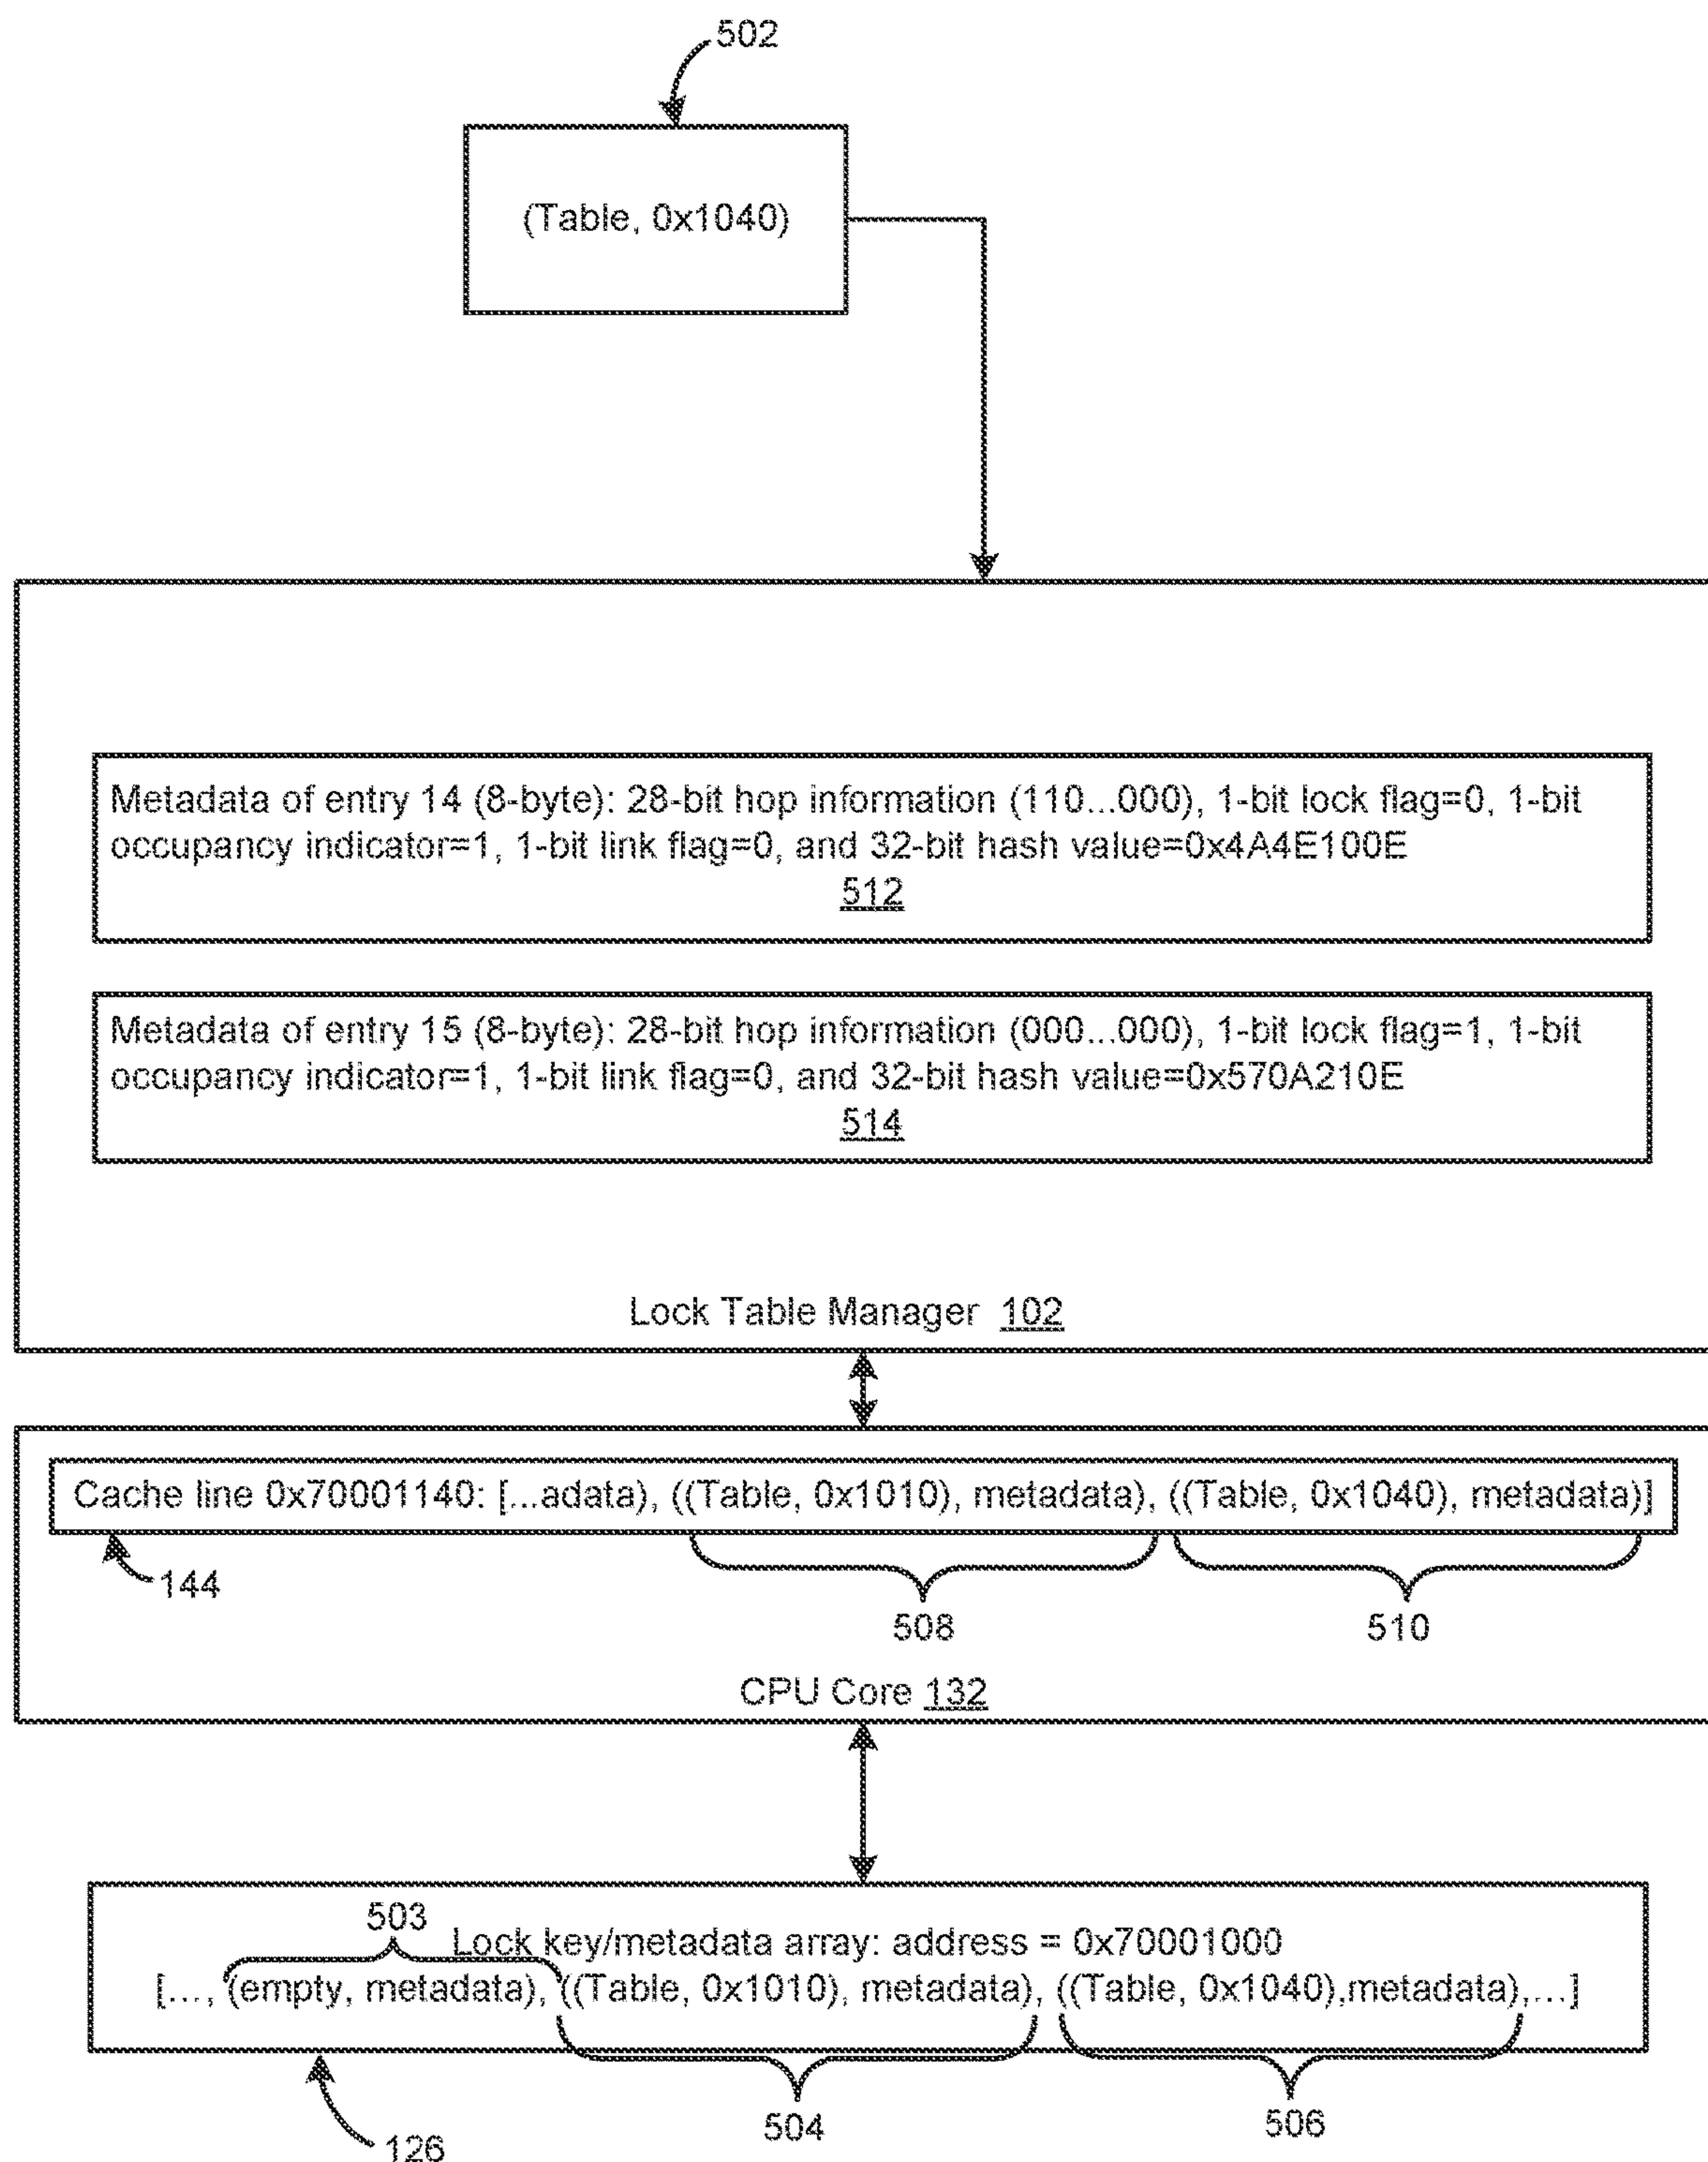 502
(Table, 0x1040)
Metadata of entry 14 (8-byte): 28-bit hop information (110...000), 1-bit lock flag=0, 1-bit
occupancy indicator=1, 1-bit link flag=0, and 32-bit hash value=0x4A4E100E
512
Metadata of entry 15 (8-byte): 28-bit hop information (000...000), 1-bit lock flag=1, 1-bit
occupancy indicator=1, 1-bit link flag=0, and 32-bit hash value=0x570A210E
514
Lock Table Manager 102
Cache line 0x70001140: [...adata), ((Table, 0x1010), metadata), ((Table, 0x1040), metadata)]
144
508
510
CPU Core 132
503
Lock key/metadata array: address = 0x70001000
[..., (empty, metadata), ((Table, 0x1010), metadata), ((Table, 0x1040),metadata),...]
504
506
126